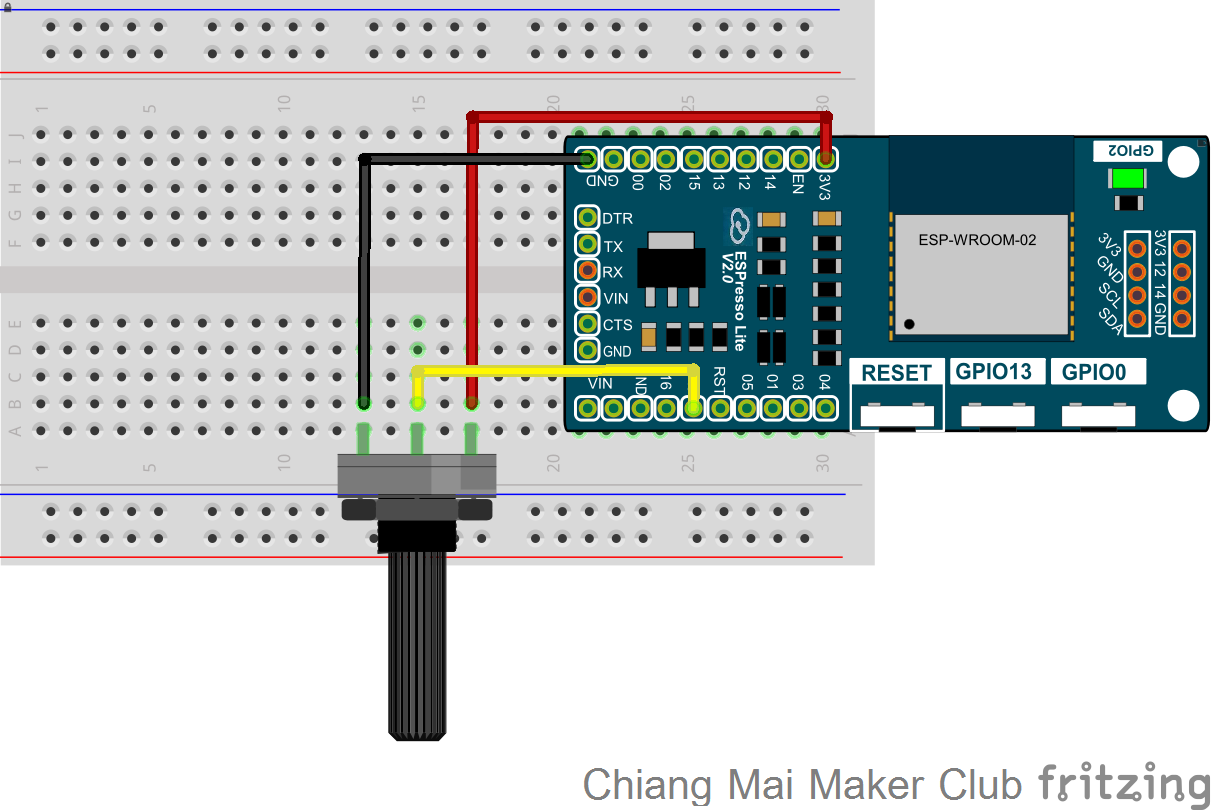 1 5 10 15 20 25 30
J
I
H
G
F
E
D
C
B
A
GND 00 02 15 13 12 14 EN 3V3
DTR
TX
RX
VIN
CTS
GND
ESPresso Lite
V2.0
ESP-WROOM-02
GPIO2
3V3 GND SCL SDA
3V3 12 14 GND
VIN ND 16 RST 05 01 03 04
RESET GPIO13 GPIO0
1 5 10 20 25 30
Chiang Mai Maker Club fritzing